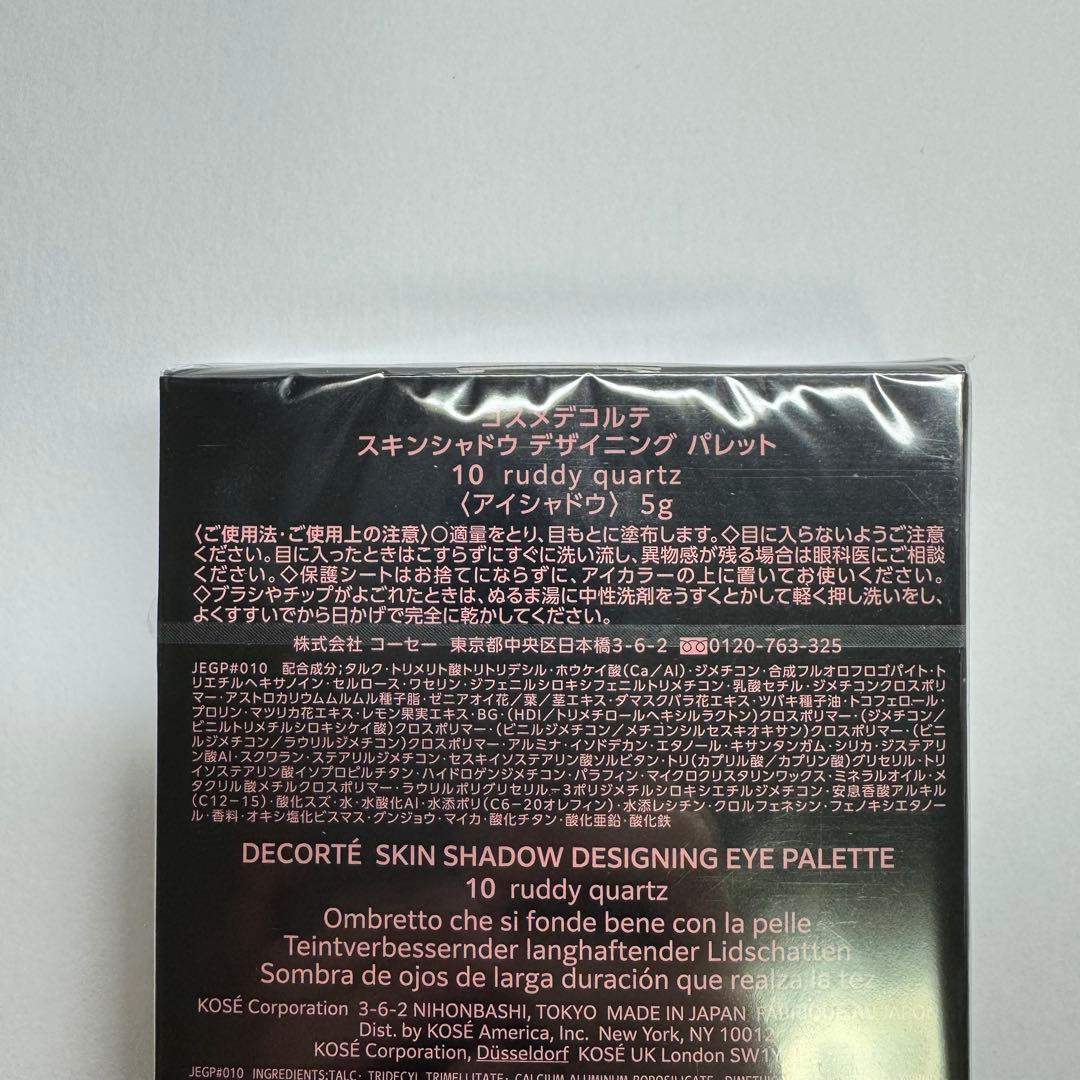 コスメデコルテ
スキンシャドウ デザイニング パレット
10 ruddy quartz
〈アイシャドウ〉 5g
〈ご使用法・ご使用上の注意〉○適量をとり、目もとに塗布します。◇目に入らないようご注意
ください。目に入ったときはこすらずにすぐに洗い流し、異物感が残る場合は眼科医にご相談
ください。◇保護シートはお捨てにならずに、アイカラーの上に置いてお使いください。
◇ブラシやチップがよごれたときは、ぬるま湯に中性洗剤をうすくとかして軽く押し洗いをし、
よくすすいでから日かげで完全に乾かしてください。
株式会社 コーセー 東京都中央区日本橋3-6-2 0120-763-325
JEGP#010 配合成分;タルク・トリメリト酸トリトリデシル・ホウケイ酸(Ca/Al)・ジメチコン・合成フルオロフロゴパイト・ト
リエチルヘキサノイン・セルロース・ワセリン・ジフェニルシロキシフェニルトリメチコン・乳酸セチル・ジメチコンクロスポリ
マー・アストロカリウムムルムル種子脂・ゼニアオイ花/葉/茎エキス・ダマスクバラ花エキス・ツバキ種子油・トコフェロール・
プロリン・マツリカ花エキス・レモン果実エキス・BG・(HDI/トリメチロールヘキシルラクトン)クロスポリマー・(ジメチコン/
ビニルトリメチルシロキシケイ酸)クロスポリマー・(ビニルジメチコン/メチコンシルセスキオキサン)クロスポリマー・(ビニ
ルジメチコン/ラウリルジメチコン)クロスポリマー・アルミナ・イソドデカン・エタノール・キサンタンガム・シリカ・ジステアリ
ン酸Al・スクワラン・ステアリルジメチコン・セスキイソステアリン酸ソルビタン・トリ(カプリル酸/カプリン酸)グリセリル・トリ
イソステアリン酸イソプロピルチタン・ハイドロゲンジメチコン・パラフィン・マイクロクリスタリンワックス・ミネラルオイル・メ
タクリル酸メチルクロスポリマー・ラウリルポリグリセリル-3ポリジメチルシロキシエチルジメチコン・安息香酸アルキル
(C12-15)・酸化スズ・水・水酸化Al・水添ポリ(C6-20オレフィン)・水添レシチン・クロルフェネシン・フェノキシエタノー
ル・香料・オキシ塩化ビスマス・グンジョウ・マイカ・酸化チタン・酸化亜鉛・酸化鉄
DECORTÉ SKIN SHADOW DESIGNING EYE PALETTE
10 ruddy quartz
Ombretto che si fonde bene con la pelle
Teintverbessernder langhaftender Lidschatten
Sombra de ojos de larga duración que realza la tez
KOSÉ Corporation 3-6-2 NIHONBASHI, TOKYO MADE IN JAPAN FABRIQUÉ AU JAPON
Dist. by KOSÉ America, Inc. New York, NY 10012
KOSÉ Corporation, Düsseldorf KOSÉ UK London SW1Y
JEGP#010 INGREDIENTS:TALC· TRIDECYL TRIMELLITATE· CALCIUM ALUMINUM BOROSILICATE·